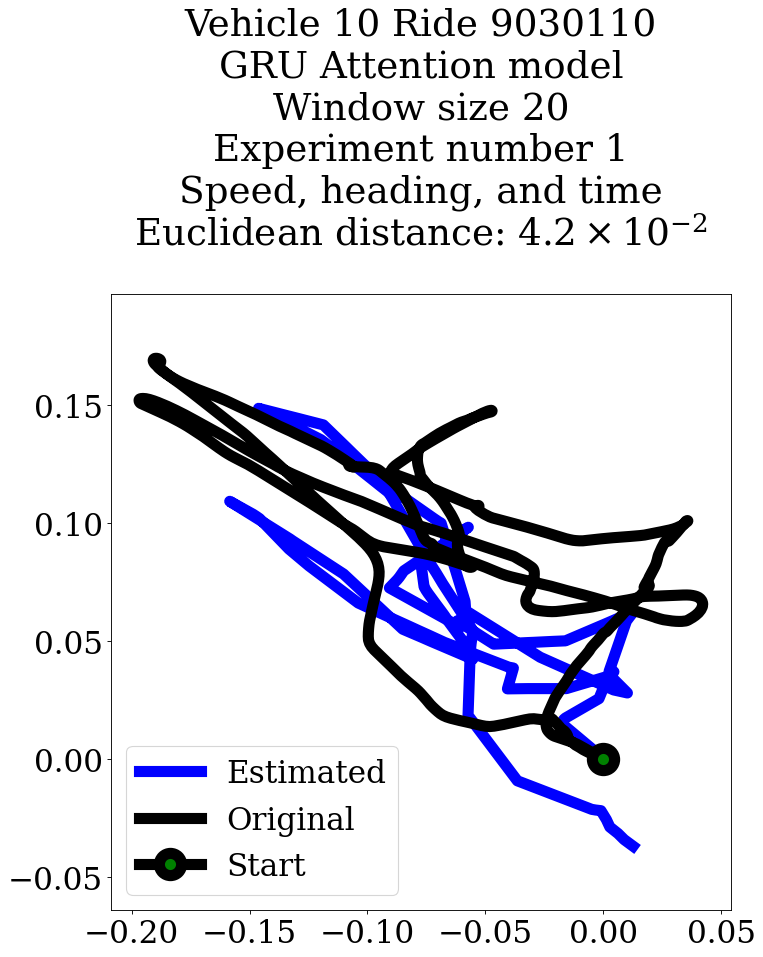 Vehicle 10 Ride 9030110
GRU Attention model
Window size 20
Experiment number 1
Speed, heading, and time
Euclidean distance: 4.2 × 10⁻²
0.15
0.10
0.05
0.00
−0.05
Estimated
Original
Start
−0.20 −0.15 −0.10 −0.05 0.00 0.05